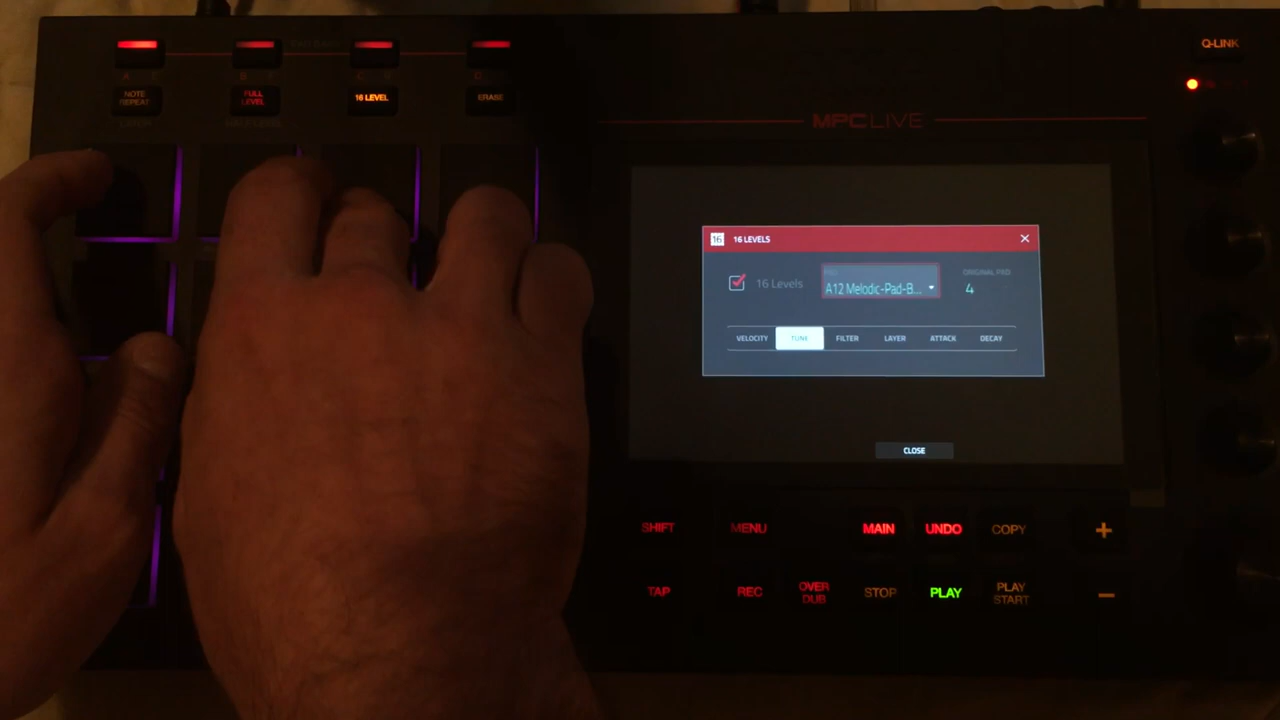 Q-LINK
NOTE REPEAT
FULL LEVEL
16 LEVEL
ERASE
MPC LIVE
16 16 LEVELS
16 Levels
A12 Melodic-Pad-B...
ORIGINAL PAD
4
VELOCITY TUNE FILTER LAYER ATTACK DECAY
CLOSE
SHIFT MENU MAIN UNDO COPY +
TAP REC OVER DUB STOP PLAY PLAY START −